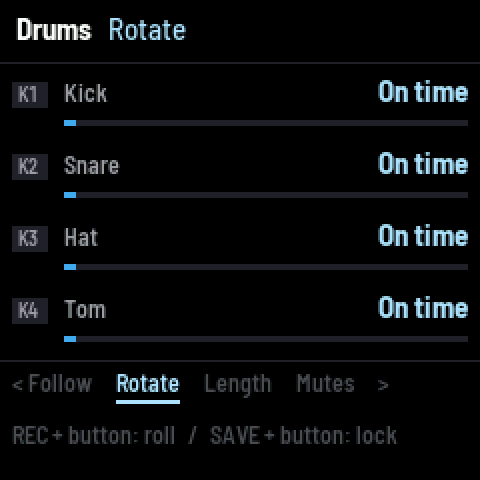 Drums Rotate
K1 Kick On time
K2 Snare On time
K3 Hat On time
K4 Tom On time
< Follow Rotate Length Mutes >
REC + button: roll / SAVE + button: lock